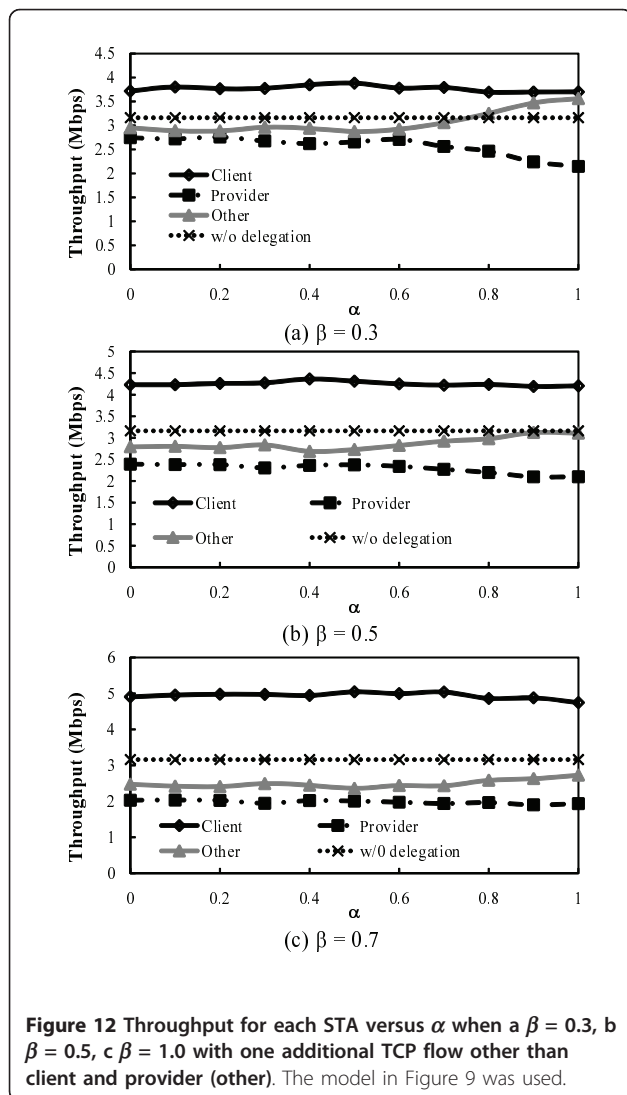 4.5
4
3.5
3
2.5
2
1.5
1
0.5
0
Throughput (Mbps)
Client
Provider
Other
w/o delegation
0 0.2 0.4 0.6 0.8 1
α
(a) β = 0.3
5
4.5
4
3.5
3
2.5
2
1.5
1
0.5
0
Throughput (Mbps)
Client Provider
Other w/o delegation
0 0.2 0.4 0.6 0.8 1
α
(b) β = 0.5
6
5
4
3
2
1
0
Throughput (Mbps)
Client Provider
Other w/0 delegation
0 0.2 0.4 0.6 0.8 1
α
(c) β = 0.7
Figure 12 Throughput for each STA versus α when a β = 0.3, b
β = 0.5, c β = 1.0 with one additional TCP flow other than
client and provider (other). The model in Figure 9 was used.